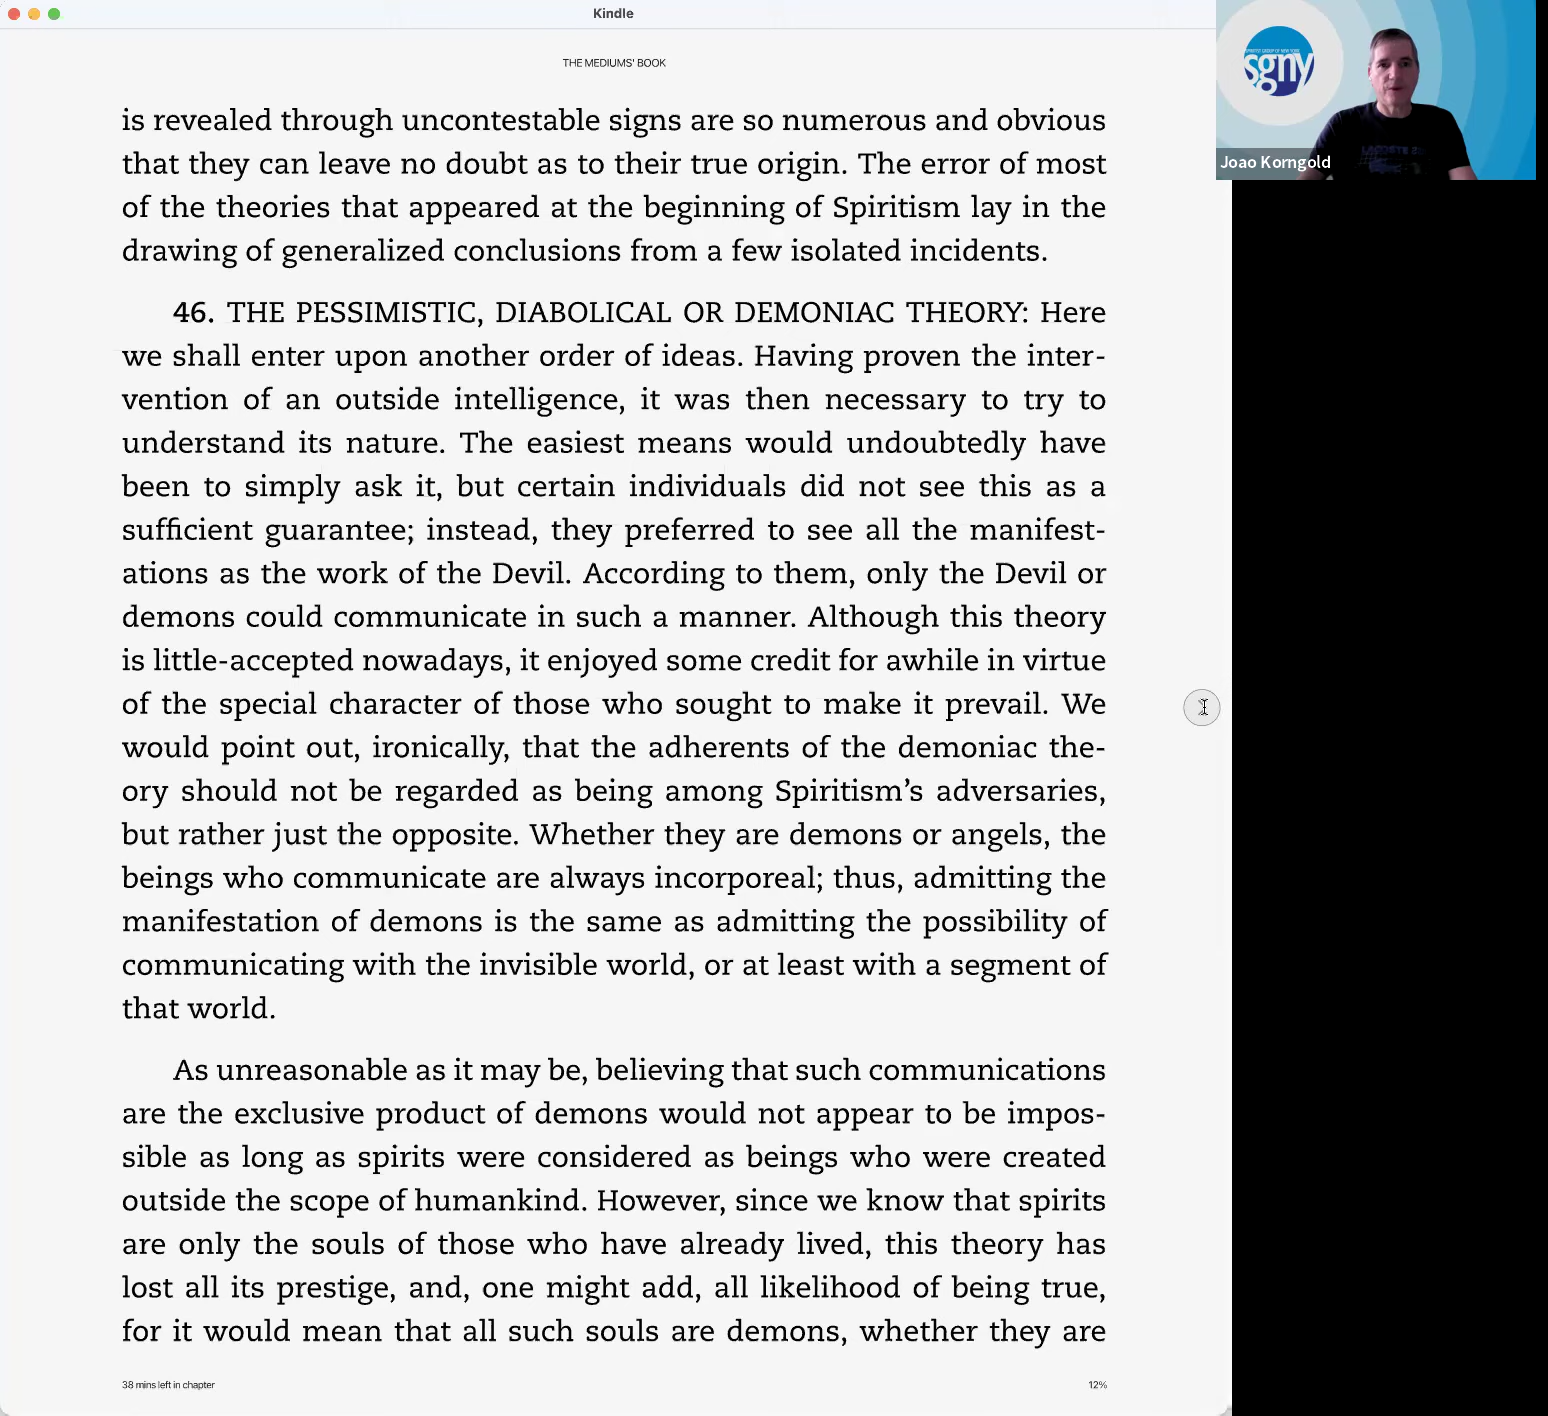 Kindle
THE MEDIUMS' BOOK
is revealed through uncontestable signs are so numerous and obvious
that they can leave no doubt as to their true origin. The error of most
of the theories that appeared at the beginning of Spiritism lay in the
drawing of generalized conclusions from a few isolated incidents.
46. THE PESSIMISTIC, DIABOLICAL OR DEMONIAC THEORY: Here
we shall enter upon another order of ideas. Having proven the inter-
vention of an outside intelligence, it was then necessary to try to
understand its nature. The easiest means would undoubtedly have
been to simply ask it, but certain individuals did not see this as a
sufficient guarantee; instead, they preferred to see all the manifest-
ations as the work of the Devil. According to them, only the Devil or
demons could communicate in such a manner. Although this theory
is little-accepted nowadays, it enjoyed some credit for awhile in virtue
of the special character of those who sought to make it prevail. We
would point out, ironically, that the adherents of the demoniac the-
ory should not be regarded as being among Spiritism’s adversaries,
but rather just the opposite. Whether they are demons or angels, the
beings who communicate are always incorporeal; thus, admitting the
manifestation of demons is the same as admitting the possibility of
communicating with the invisible world, or at least with a segment of
that world.
As unreasonable as it may be, believing that such communications
are the exclusive product of demons would not appear to be impos-
sible as long as spirits were considered as beings who were created
outside the scope of humankind. However, since we know that spirits
are only the souls of those who have already lived, this theory has
lost all its prestige, and, one might add, all likelihood of being true,
for it would mean that all such souls are demons, whether they are
38 mins left in chapter
12%
sgny
Joao Korngold